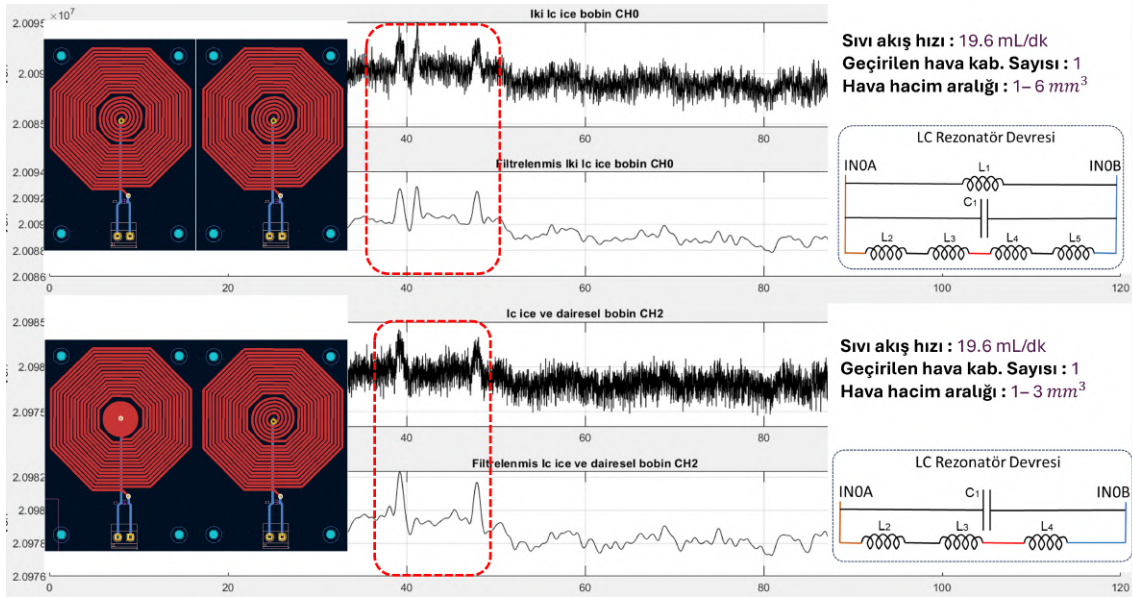 ×10⁷
Iki Ic ice bobin CH0
2.0095
2.009
2.0085
40
60
80
Filtrelenmis Iki Ic ice bobin CH0
2.0094
2.0092
2.009
2.0088
2.0086
0
20
40
60
80
100
120
Sıvı akış hızı : 19.6 mL/dk
Geçirilen hava kab. Sayısı : 1
Hava hacim aralığı : 1– 6 mm³
LC Rezonatör Devresi
IN0A
IN0B
L1
C1
L2
L3
L4
L5
Ic ice ve dairesel bobin CH2
2.0985
2.098
2.0975
40
60
80
Filtrelenmis Ic ice ve dairesel bobin CH2
2.0982
2.098
2.0978
2.0976
0
20
40
60
80
100
120
Sıvı akış hızı : 19.6 mL/dk
Geçirilen hava kab. Sayısı : 1
Hava hacim aralığı : 1– 3 mm³
LC Rezonatör Devresi
IN0A
IN0B
C1
L2
L3
L4